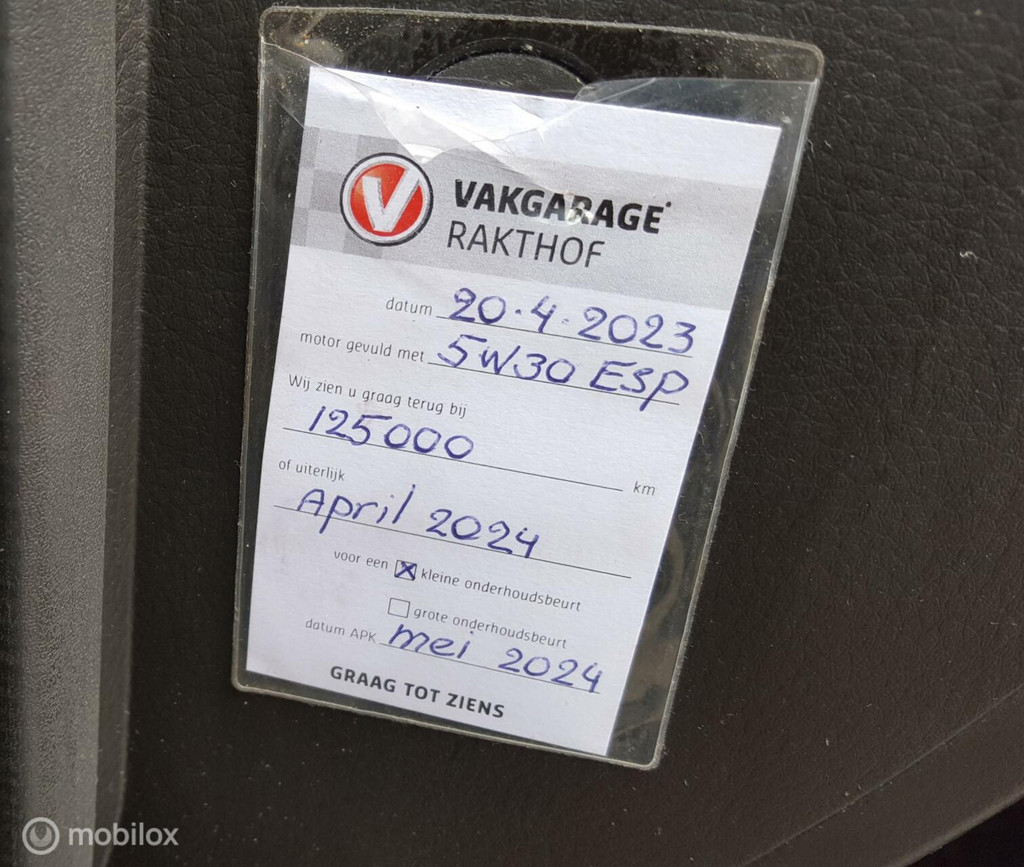 V VAKGARAGE
RAKTHOF
datum 20.4.2023
motor gevuld met 5W30 ESP
Wij zien u graag terug bij
125000 km
of uiterlijk
April 2024
voor een kleine onderhoudsbeurt
grote onderhoudsbeurt
datum APK mei 2024
GRAAG TOT ZIENS
mobilox